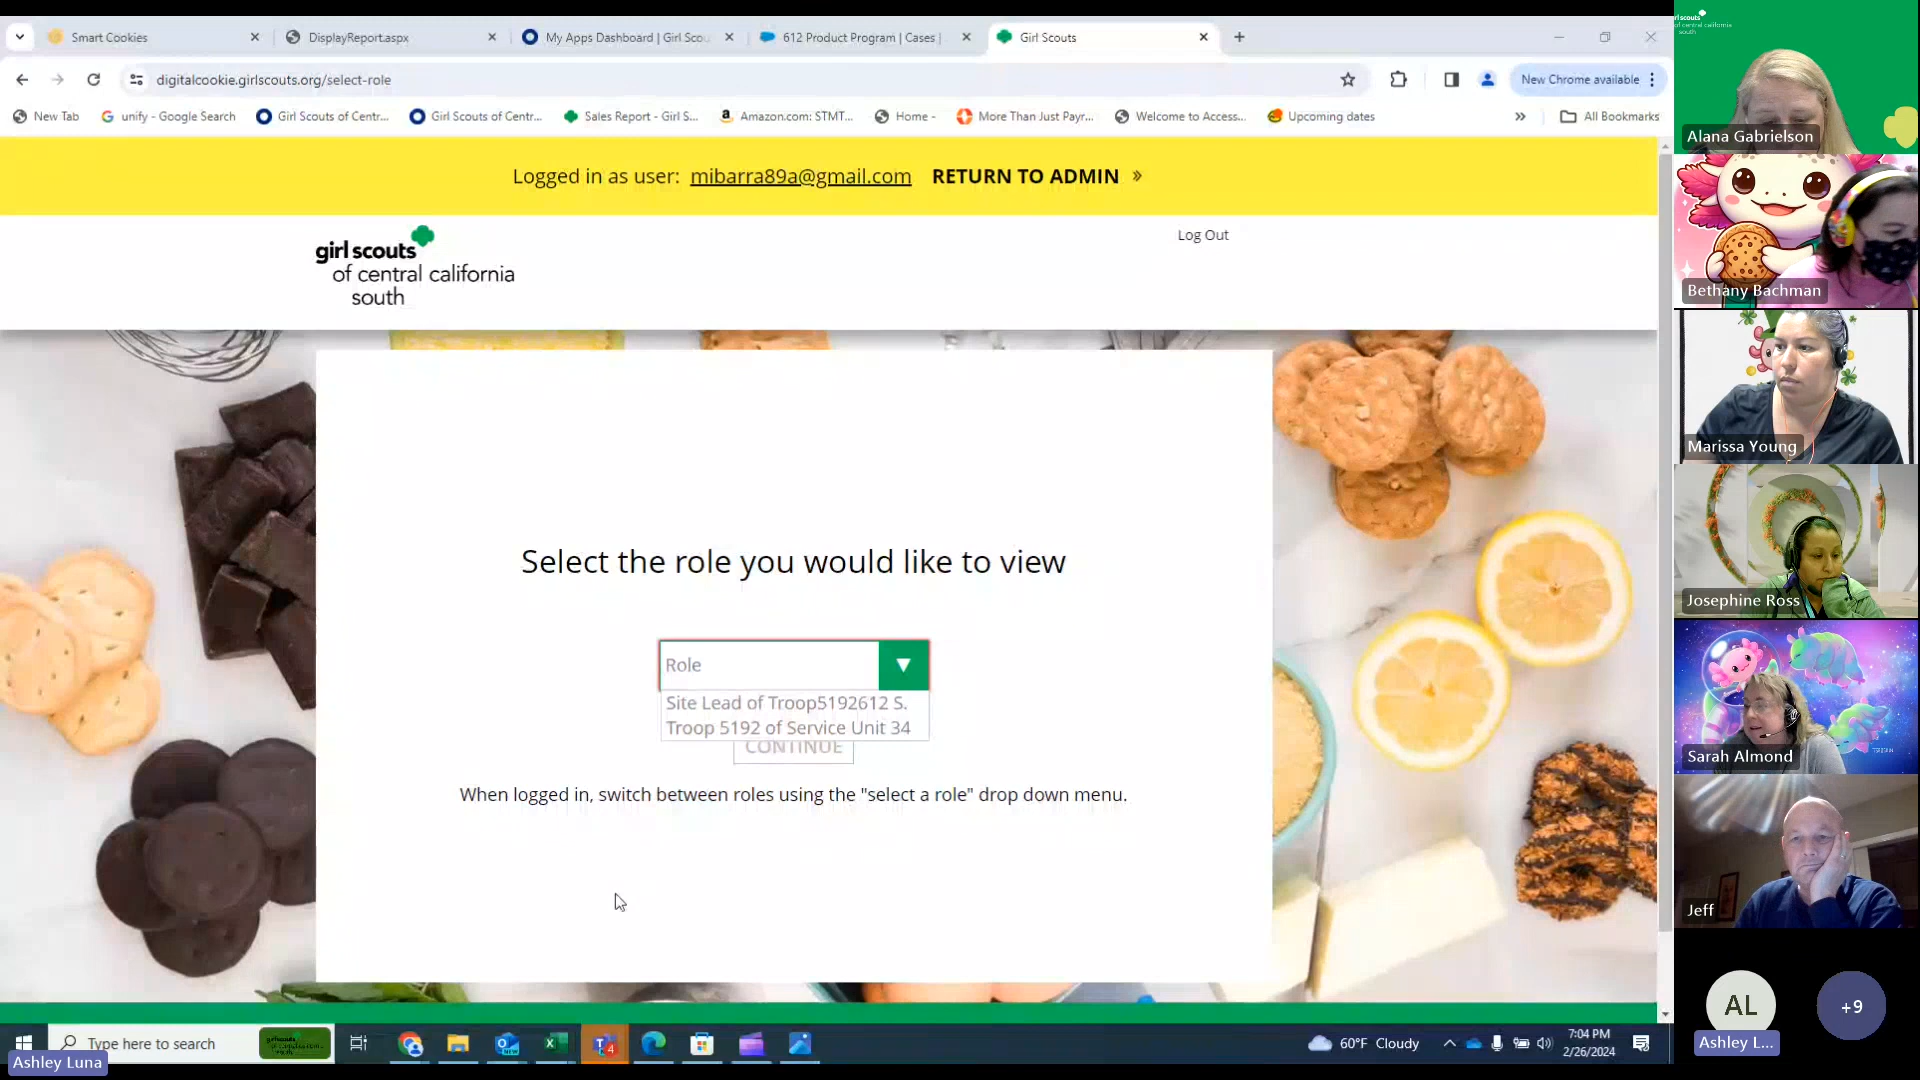 Smart Cookies
DisplayReport.aspx
My Apps Dashboard | Girl Scou
612 Product Program | Cases |
Girl Scouts
digitalcookie.girlscouts.org/select-role
New Chrome available
New Tab
unify - Google Search
Girl Scouts of Centr...
Girl Scouts of Centr...
Sales Report - Girl S...
Amazon.com: STMT...
Home -
More Than Just Payr...
Welcome to Access...
Upcoming dates
»
All Bookmarks
Logged in as user: mibarra89a@gmail.com RETURN TO ADMIN »
girl scouts
of central california
south
Log Out
Select the role you would like to view
Role
Site Lead of Troop5192612 S.
Troop 5192 of Service Unit 34
CONTINUE
When logged in, switch between roles using the "select a role" drop down menu.
Type here to search
60°F Cloudy
7:04 PM
2/26/2024
Ashley Luna
of central california
south
Alana Gabrielson
Bethany Bachman
Marissa Young
Josephine Ross
Sarah Almond
Jeff
AL
+9
Ashley L...